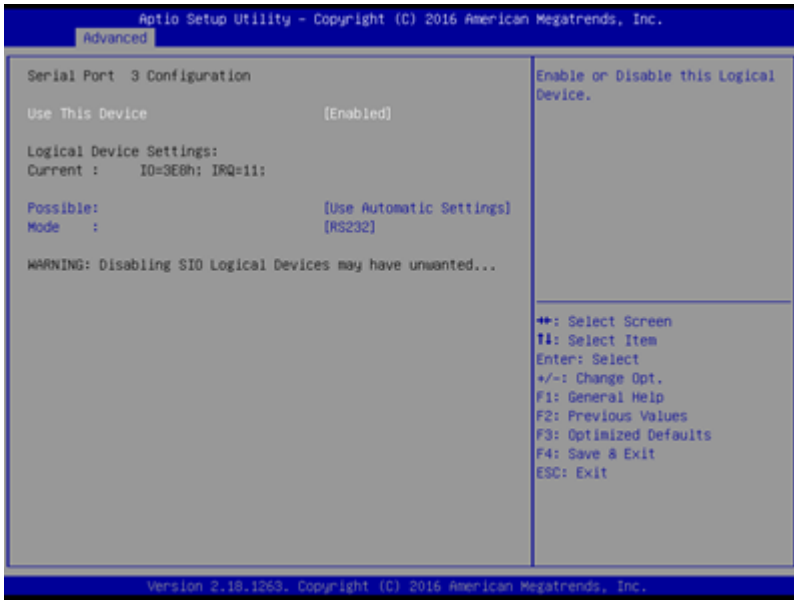 Aptio Setup Utility - Copyright (C) 2016 American Megatrends, Inc.
Advanced
Serial Port 3 Configuration
Use This Device [Enabled]
Logical Device Settings:
Current : IO=3E8h; IRQ=11;
Possible: [Use Automatic Settings]
Mode : [RS232]
WARNING: Disabling SIO Logical Devices may have unwanted...
Enable or Disable this Logical
Device.
→←: Select Screen
↑↓: Select Item
Enter: Select
+/-: Change Opt.
F1: General Help
F2: Previous Values
F3: Optimized Defaults
F4: Save & Exit
ESC: Exit
Version 2.18.1263. Copyright (C) 2016 American Megatrends, Inc.